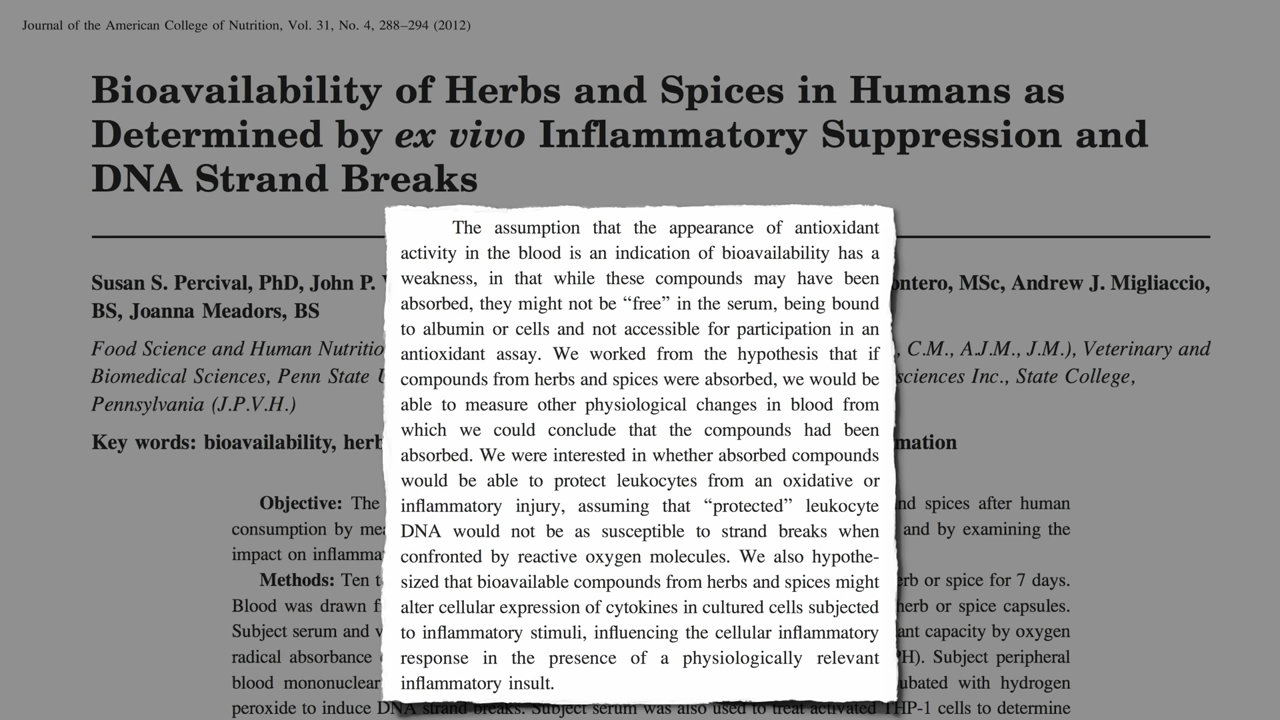 Journal of the American College of Nutrition, Vol. 31, No. 4, 288–294 (2012)
Bioavailability of Herbs and Spices in Humans as
Determined by ex vivo Inflammatory Suppression and
DNA Strand Breaks
Susan S. Percival, PhD, John P. MSc, Andrew J. Migliaccio,
BS, Joanna Meadors, BS
Food Science and Human C.M., A.J.M., J.M.), Veterinary and
Biomedical Sciences, Penn State Inc., State College,
Pennsylvania (J.P.V.H.)
Key words: bioavailability,
The assumption that the appearance of antioxidant
activity in the blood is an indication of bioavailability has a
weakness, in that while these compounds may have been
absorbed, they might not be “free” in the serum, being bound
to albumin or cells and not accessible for participation in an
antioxidant assay. We worked from the hypothesis that if
compounds from herbs and spices were absorbed, we would be
able to measure other physiological changes in blood from
which we could conclude that the compounds had been
absorbed. We were interested in whether absorbed compounds
would be able to protect leukocytes from an oxidative or
inflammatory injury, assuming that “protected” leukocyte
DNA would not be as susceptible to strand breaks when
confronted by reactive oxygen molecules. We also hypothe-
sized that bioavailable compounds from herbs and spices might
alter cellular expression of cytokines in cultured cells subjected
to inflammatory stimuli, influencing the cellular inflammatory
response in the presence of a physiologically relevant
inflammatory insult.
Objective: The spices after human
consumption by and by examining the
impact on
Methods: Ten or spice for 7 days.
Blood was drawn herb or spice capsules.
Subject serum and capacity by oxygen
radical absorbance Subject peripheral
blood mononuclear with hydrogen
peroxide to induce DNA strand breaks. Subject serum was also used to treat activated THP-1 cells to determine